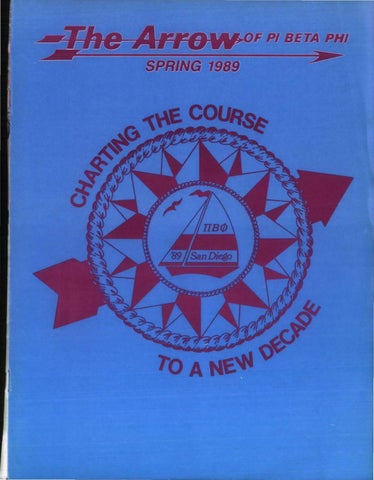 The Arrow OF PI BETA PHI
SPRING 1989
CHARTING THE COURSE
ΠΒΦ
'89 San Diego
TO A NEW DECADE